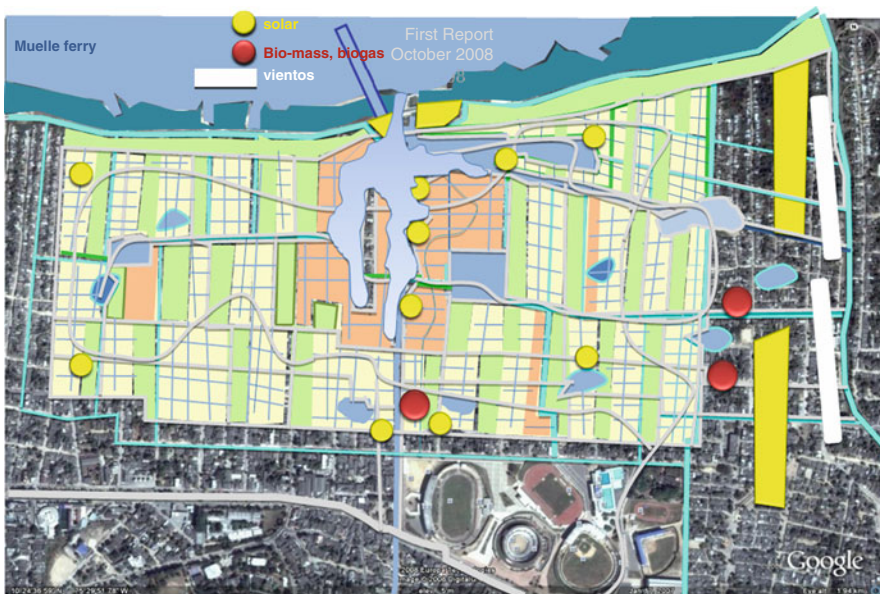 solar
First Report
Muelle ferry
Bio-mass, biogas
October 2008
vientos
Google